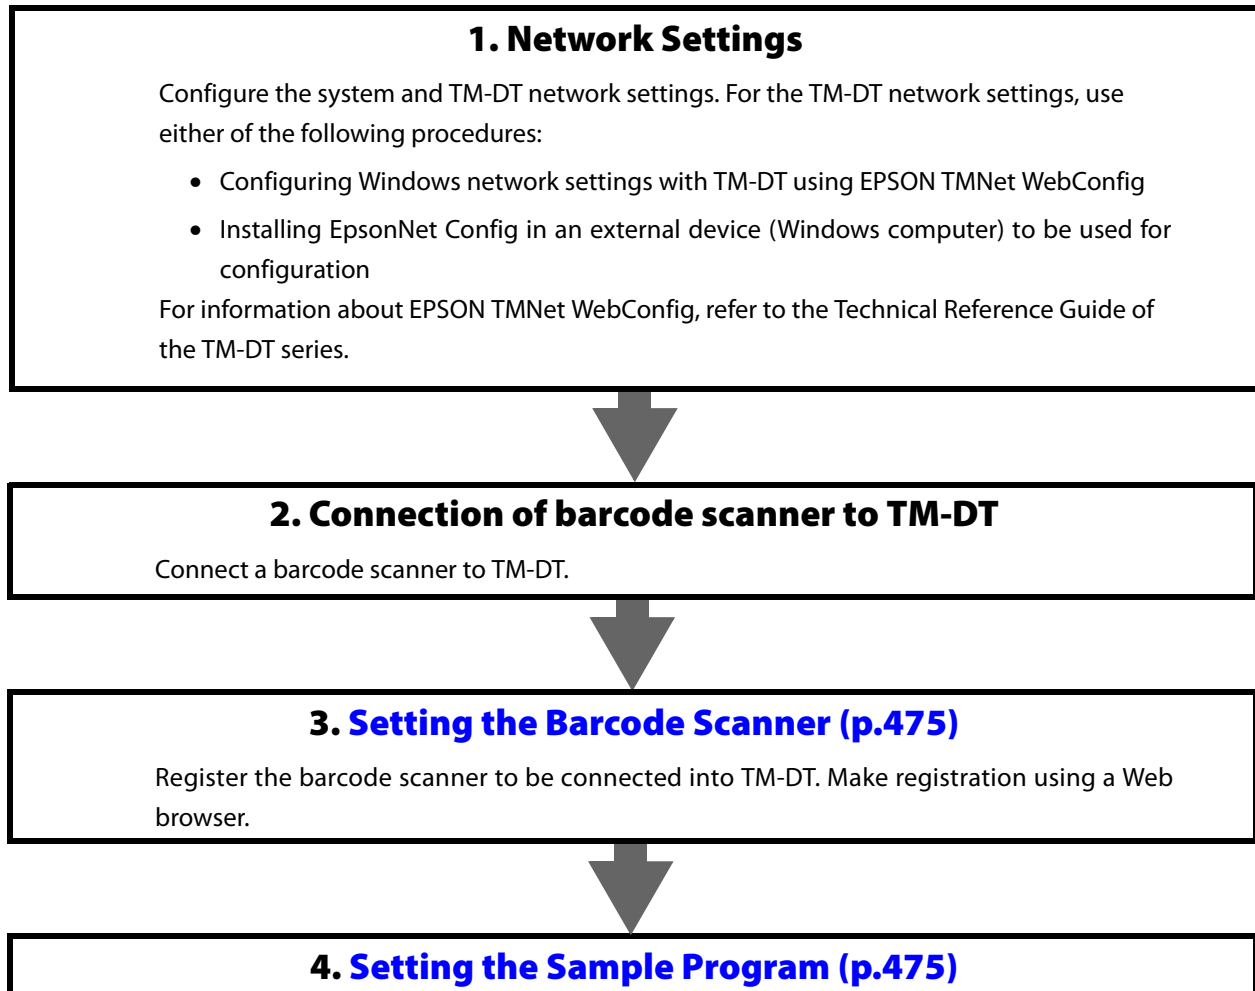 1. Network Settings
Configure the system and TM-DT network settings. For the TM-DT network settings, use
either of the following procedures:
• Configuring Windows network settings with TM-DT using EPSON TMNet WebConfig
• Installing EpsonNet Config in an external device (Windows computer) to be used for
configuration
For information about EPSON TMNet WebConfig, refer to the Technical Reference Guide of
the TM-DT series.
2. Connection of barcode scanner to TM-DT
Connect a barcode scanner to TM-DT.
3. Setting the Barcode Scanner (p.475)
Register the barcode scanner to be connected into TM-DT. Make registration using a Web
browser.
4. Setting the Sample Program (p.475)